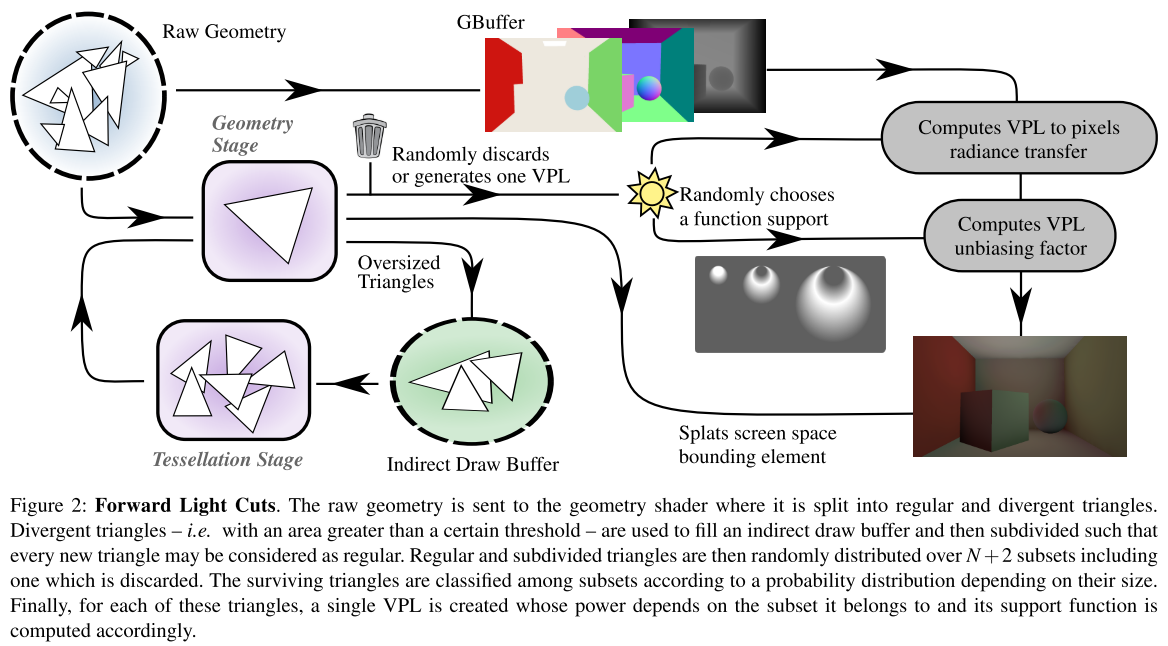 Raw Geometry
GBuffer
Geometry
Stage
Randomly discards
or generates one VPL
Computes VPL to pixels
radiance transfer
Randomly chooses
a function support
Computes VPL
unbiasing factor
Oversized
Triangles
Splats screen space
bounding element
Tessellation Stage
Indirect Draw Buffer
Figure 2: Forward Light Cuts. The raw geometry is sent to the geometry shader where it is split into regular and divergent triangles.
Divergent triangles – i.e. with an area greater than a certain threshold – are used to fill an indirect draw buffer and then subdivided such that
every new triangle may be considered as regular. Regular and subdivided triangles are then randomly distributed over N + 2 subsets including
one which is discarded. The surviving triangles are classified among subsets according to a probability distribution depending on their size.
Finally, for each of these triangles, a single VPL is created whose power depends on the subset it belongs to and its support function is
computed accordingly.